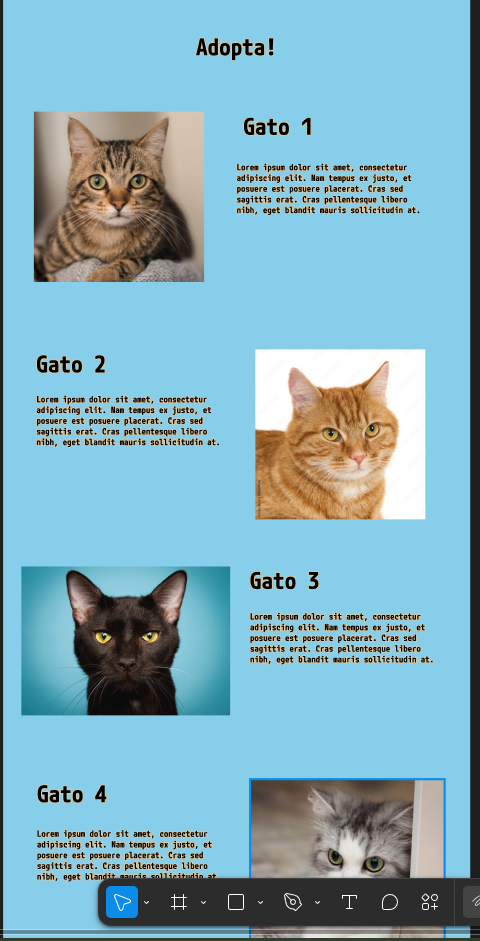 Adopta!
Gato 1
Lorem ipsum dolor sit amet, consectetur
adipiscing elit. Nam tempus ex justo, et
posuere est posuere placerat. Cras sed
sagittis erat. Cras pellentesque libero
nibh, eget blandit mauris sollicitudin at.
Gato 2
Lorem ipsum dolor sit amet, consectetur
adipiscing elit. Nam tempus ex justo, et
posuere est posuere placerat. Cras sed
sagittis erat. Cras pellentesque libero
nibh, eget blandit mauris sollicitudin at.
Gato 3
Lorem ipsum dolor sit amet, consectetur
adipiscing elit. Nam tempus ex justo, et
posuere est posuere placerat. Cras sed
sagittis erat. Cras pellentesque libero
nibh, eget blandit mauris sollicitudin at.
Gato 4
Lorem ipsum dolor sit amet, consectetur
adipiscing elit. Nam tempus ex justo, et
posuere est posuere placerat. Cras sed
sagittis erat. Cras pellentesque libero
nibh, eget blandit mauris sollicitudin at.